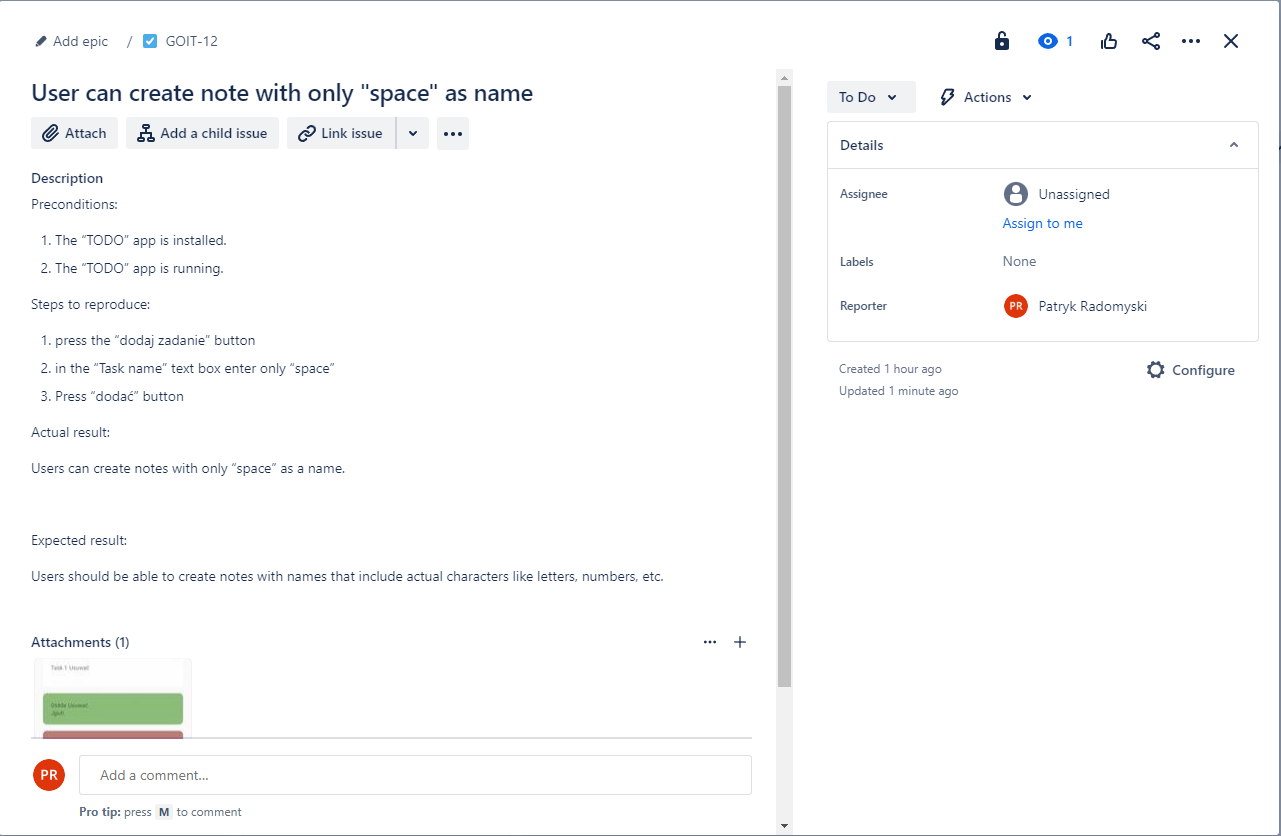 Add epic / GOIT-12
1
User can create note with only "space" as name
Attach Add a child issue Link issue
Description
Preconditions:
1. The “TODO” app is installed.
2. The “TODO” app is running.
Steps to reproduce:
1. press the “dodaj zadanie” button
2. in the “Task name” text box enter only “space”
3. Press “dodać” button
Actual result:
Users can create notes with only “space” as a name.
Expected result:
Users should be able to create notes with names that include actual characters like letters, numbers, etc.
Attachments (1)
Task 1 Usuwać
PR Add a comment...
Pro tip: press M to comment
To Do Actions
Details
Assignee Unassigned
Assign to me
Labels None
Reporter PR Patryk Radomyski
Created 1 hour ago Configure
Updated 1 minute ago